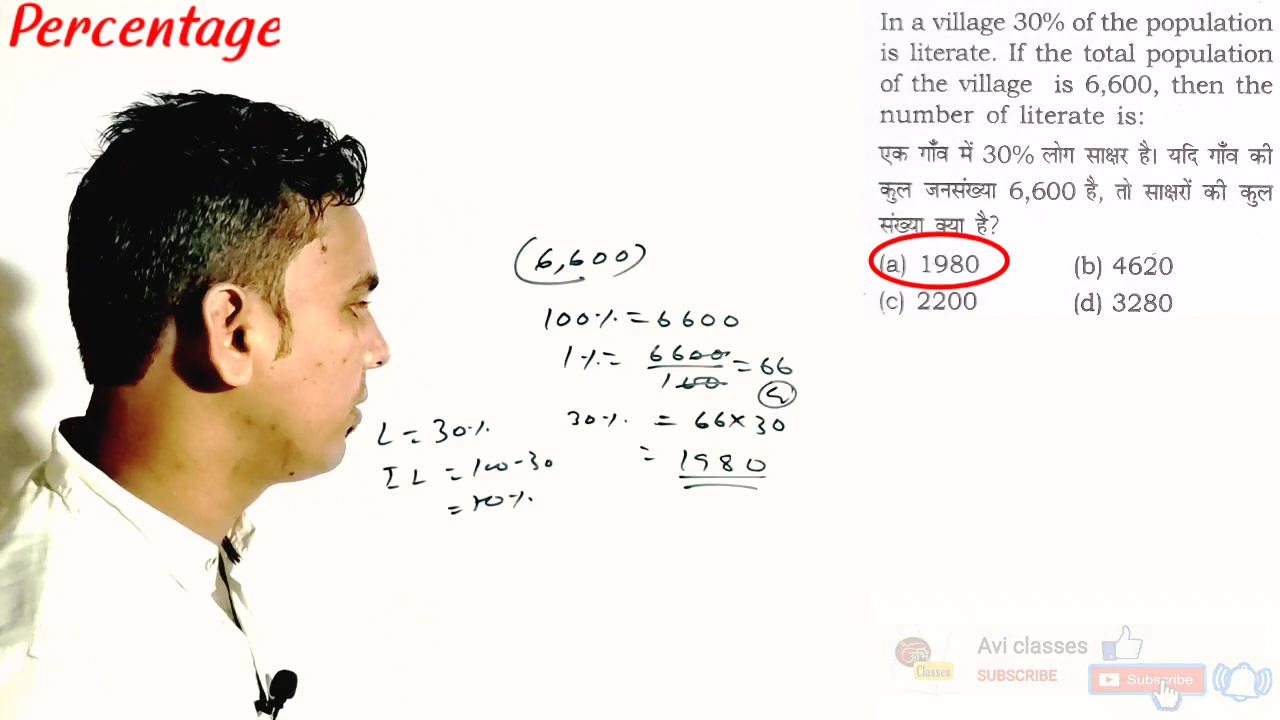 Percentage
In a village 30% of the population
is literate. If the total population
of the village is 6,600, then the
number of literate is:
एक गाँव में 30% लोग साक्षर है। यदि गाँव की
कुल जनसंख्या 6,600 है, तो साक्षरों की कुल
संख्या क्या है?
(a) 1980 (b) 4620
(c) 2200 (d) 3280
(6,600)
100% = 6600
1% = 6600/100 = 66
30% = 66×30
= 1980
L = 30%
IL = 100-30
= 70%
Avi classes
Classes
SUBSCRIBE
Subscribe